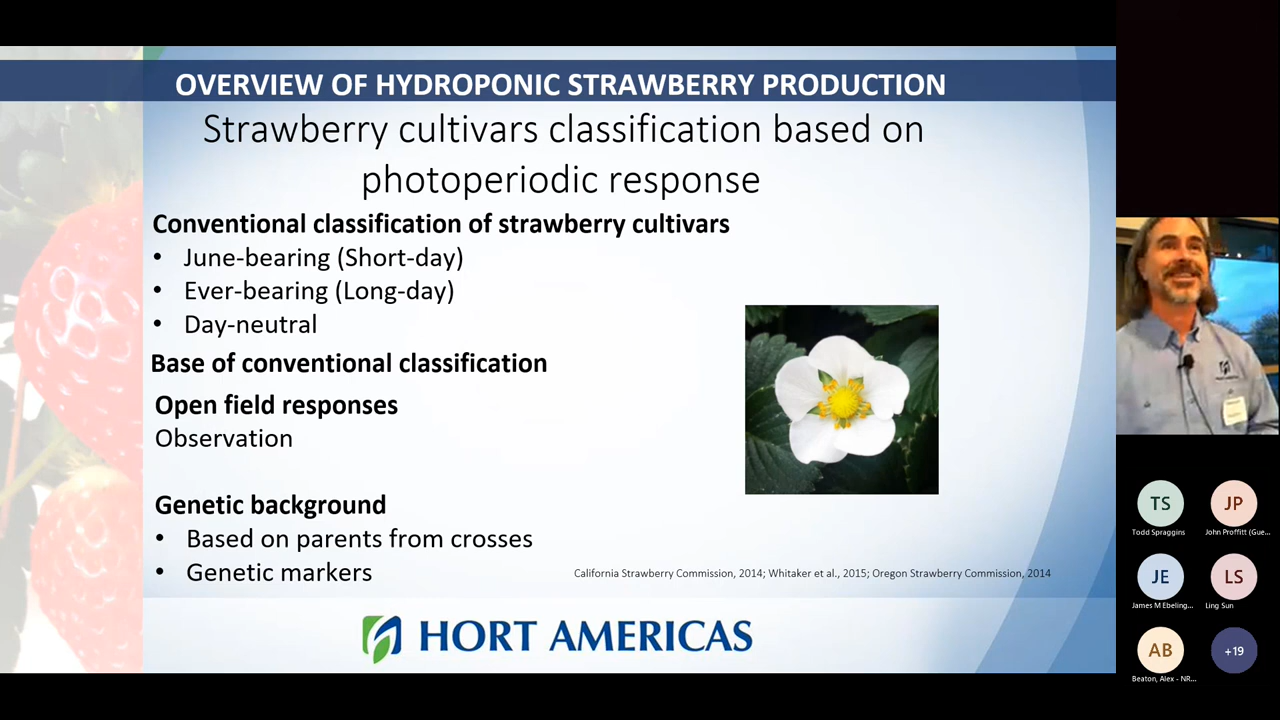 OVERVIEW OF HYDROPONIC STRAWBERRY PRODUCTION
Strawberry cultivars classification based on
photoperiodic response
Conventional classification of strawberry cultivars
• June-bearing (Short-day)
• Ever-bearing (Long-day)
• Day-neutral
Base of conventional classification
Open field responses
Observation
Genetic background
• Based on parents from crosses
• Genetic markers
California Strawberry Commission, 2014; Whitaker et al., 2015; Oregon Strawberry Commission, 2014
HORT AMERICAS
TS
Todd Spraggins
JP
John Proffitt (Gue...
JE
James M Ebeling...
LS
Ling Sun
AB
Beaton, Alex - NR...
+19